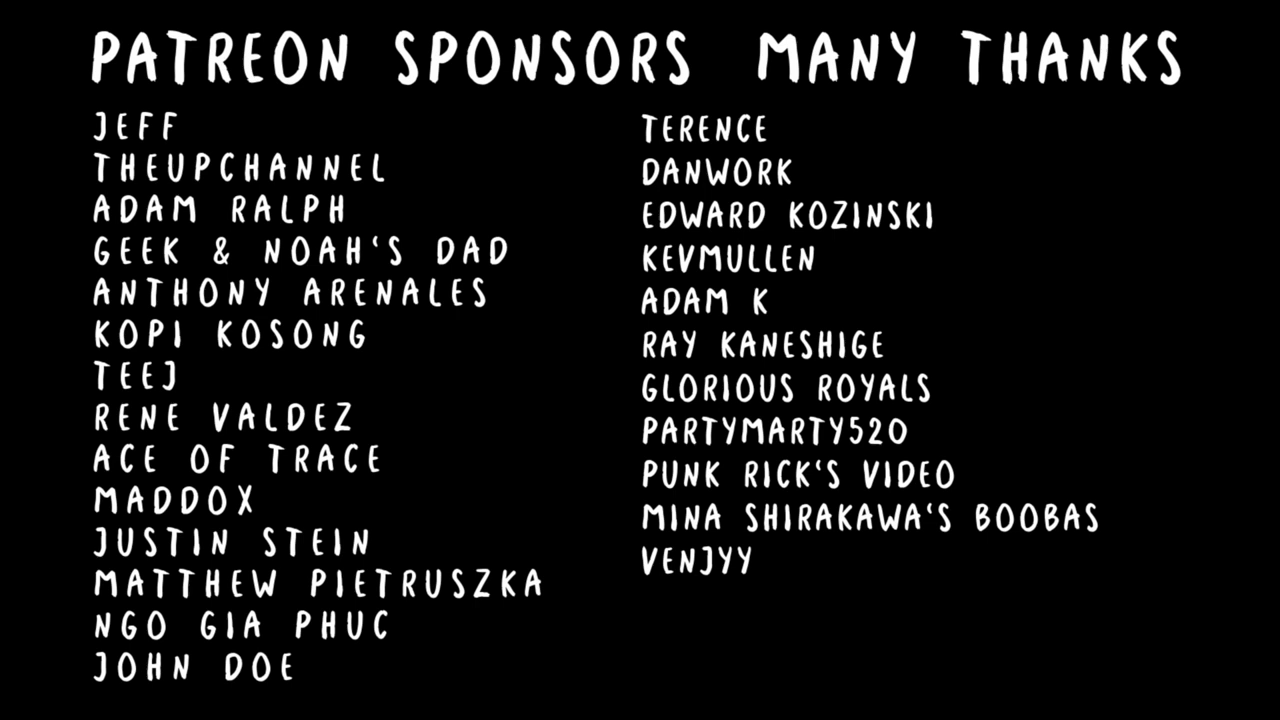 PATREON SPONSORS MANY THANKS
JEFF
THEUPCHANNEL
ADAM RALPH
GEEK & NOAH'S DAD
ANTHONY ARENALES
KOPI KOSONG
TEEJ
RENE VALDEZ
ACE OF TRACE
MADDOX
JUSTIN STEIN
MATTHEW PIETRUSZKA
NGO GIA PHUC
JOHN DOE
TERENCE
DANWORK
EDWARD KOZINSKI
KEVMULLEN
ADAM K
RAY KANESHIGE
GLORIOUS ROYALS
PARTYMARTY520
PUNK RICK'S VIDEO
MINA SHIRAKAWA'S BOOBAS
VENJYY